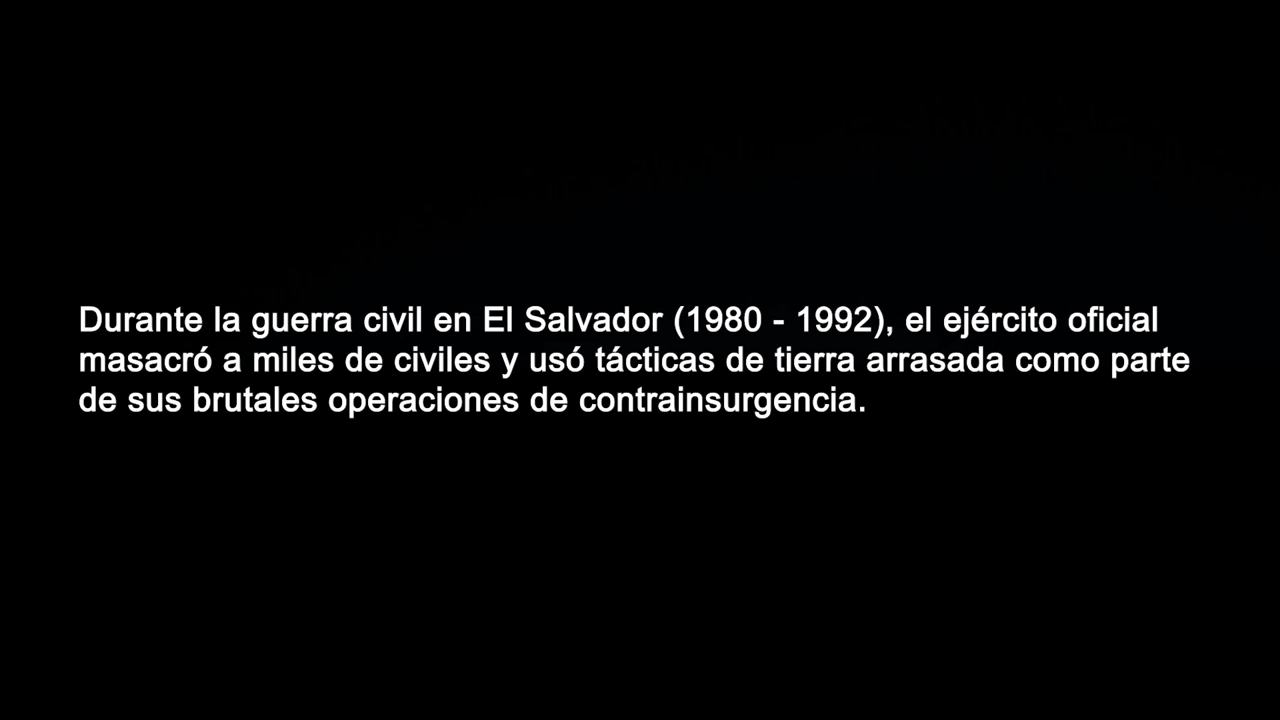 Durante la guerra civil en El Salvador (1980 - 1992), el ejército oficial
masacró a miles de civiles y usó tácticas de tierra arrasada como parte
de sus brutales operaciones de contrainsurgencia.